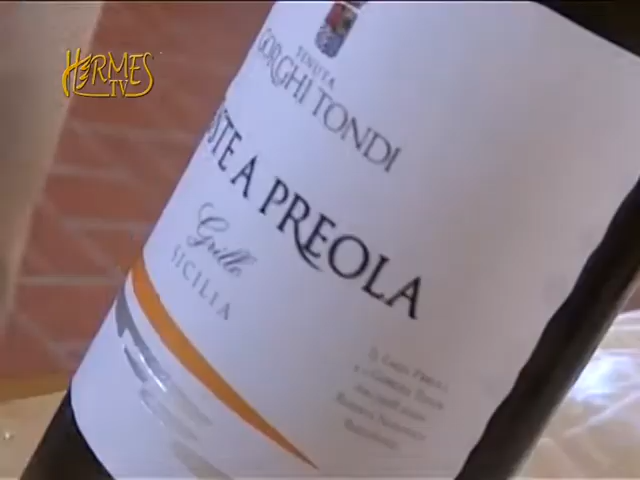 HERMES
TV
TENUTA
GORGHI TONDI
STE A PREOLA
Grillo
SICILIA